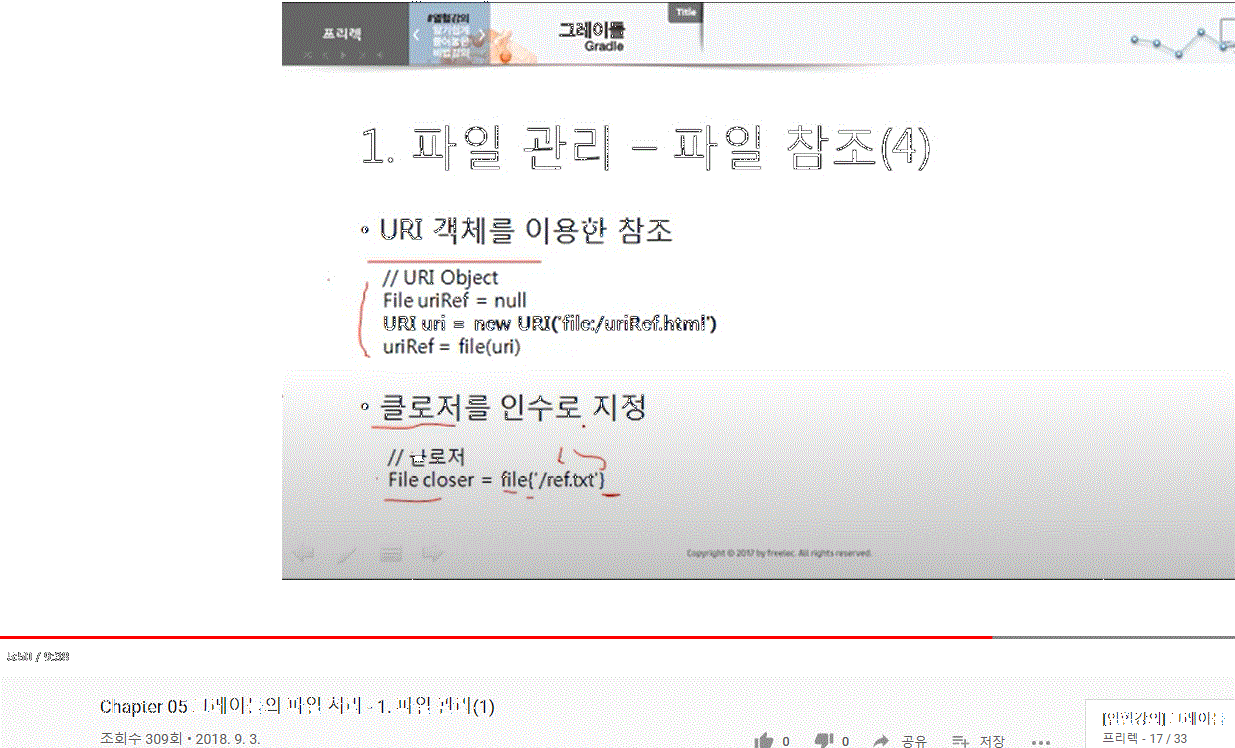 프리렉
#열혈강의
그레이들
Gradle
Title
1. 파일 관리 – 파일 참조(4)
• URI 객체를 이용한 참조
// URI Object
File uriRef = null
URI uri = new URI('file:/uriRef.html')
uriRef = file(uri)
• 클로저를 인수로 지정
// 클로저
File closer = file{'/ref.txt'}
Copyright © 2017 by freelec. All rights reserved.
/ 9:38
Chapter 05 그레이들의 파일 처리 - 1. 파일 관리(1)
조회수 309회 • 2018. 9. 3.
0
0
공유
저장
[열혈강의] 그레이들
프리렉 - 17 / 33